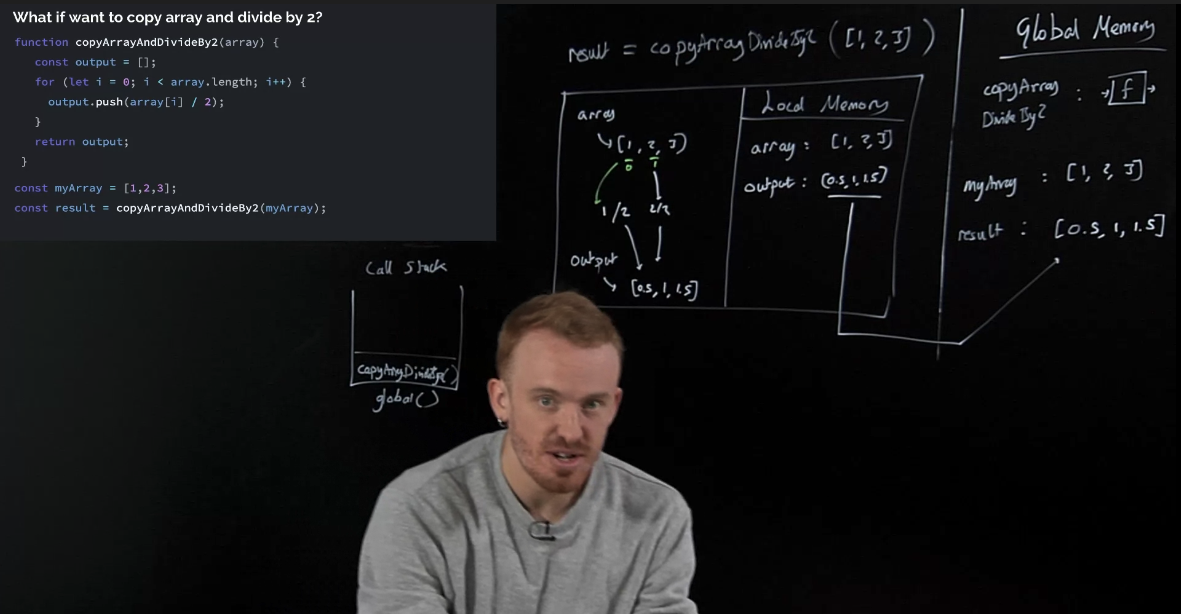 What if want to copy array and divide by 2?
function copyArrayAndDivideBy2(array) {
const output = [];
for (let i = 0; i < array.length; i++) {
output.push(array[i] / 2);
}
return output;
}
const myArray = [1,2,3];
const result = copyArrayAndDivideBy2(myArray);
result = copyArrayDivideBy2 ([1, 2, 3])
array
[1, 2, 3]
0 1
1/2 2/2
output
[0.5, 1, 1.5]
Local Memory
array : [1, 2, 3]
output : [0.5, 1, 1.5]
Global Memory
copyArray : f
DivideBy2
myArray : [1, 2, 3]
result : [0.5, 1, 1.5]
Call Stack
global()